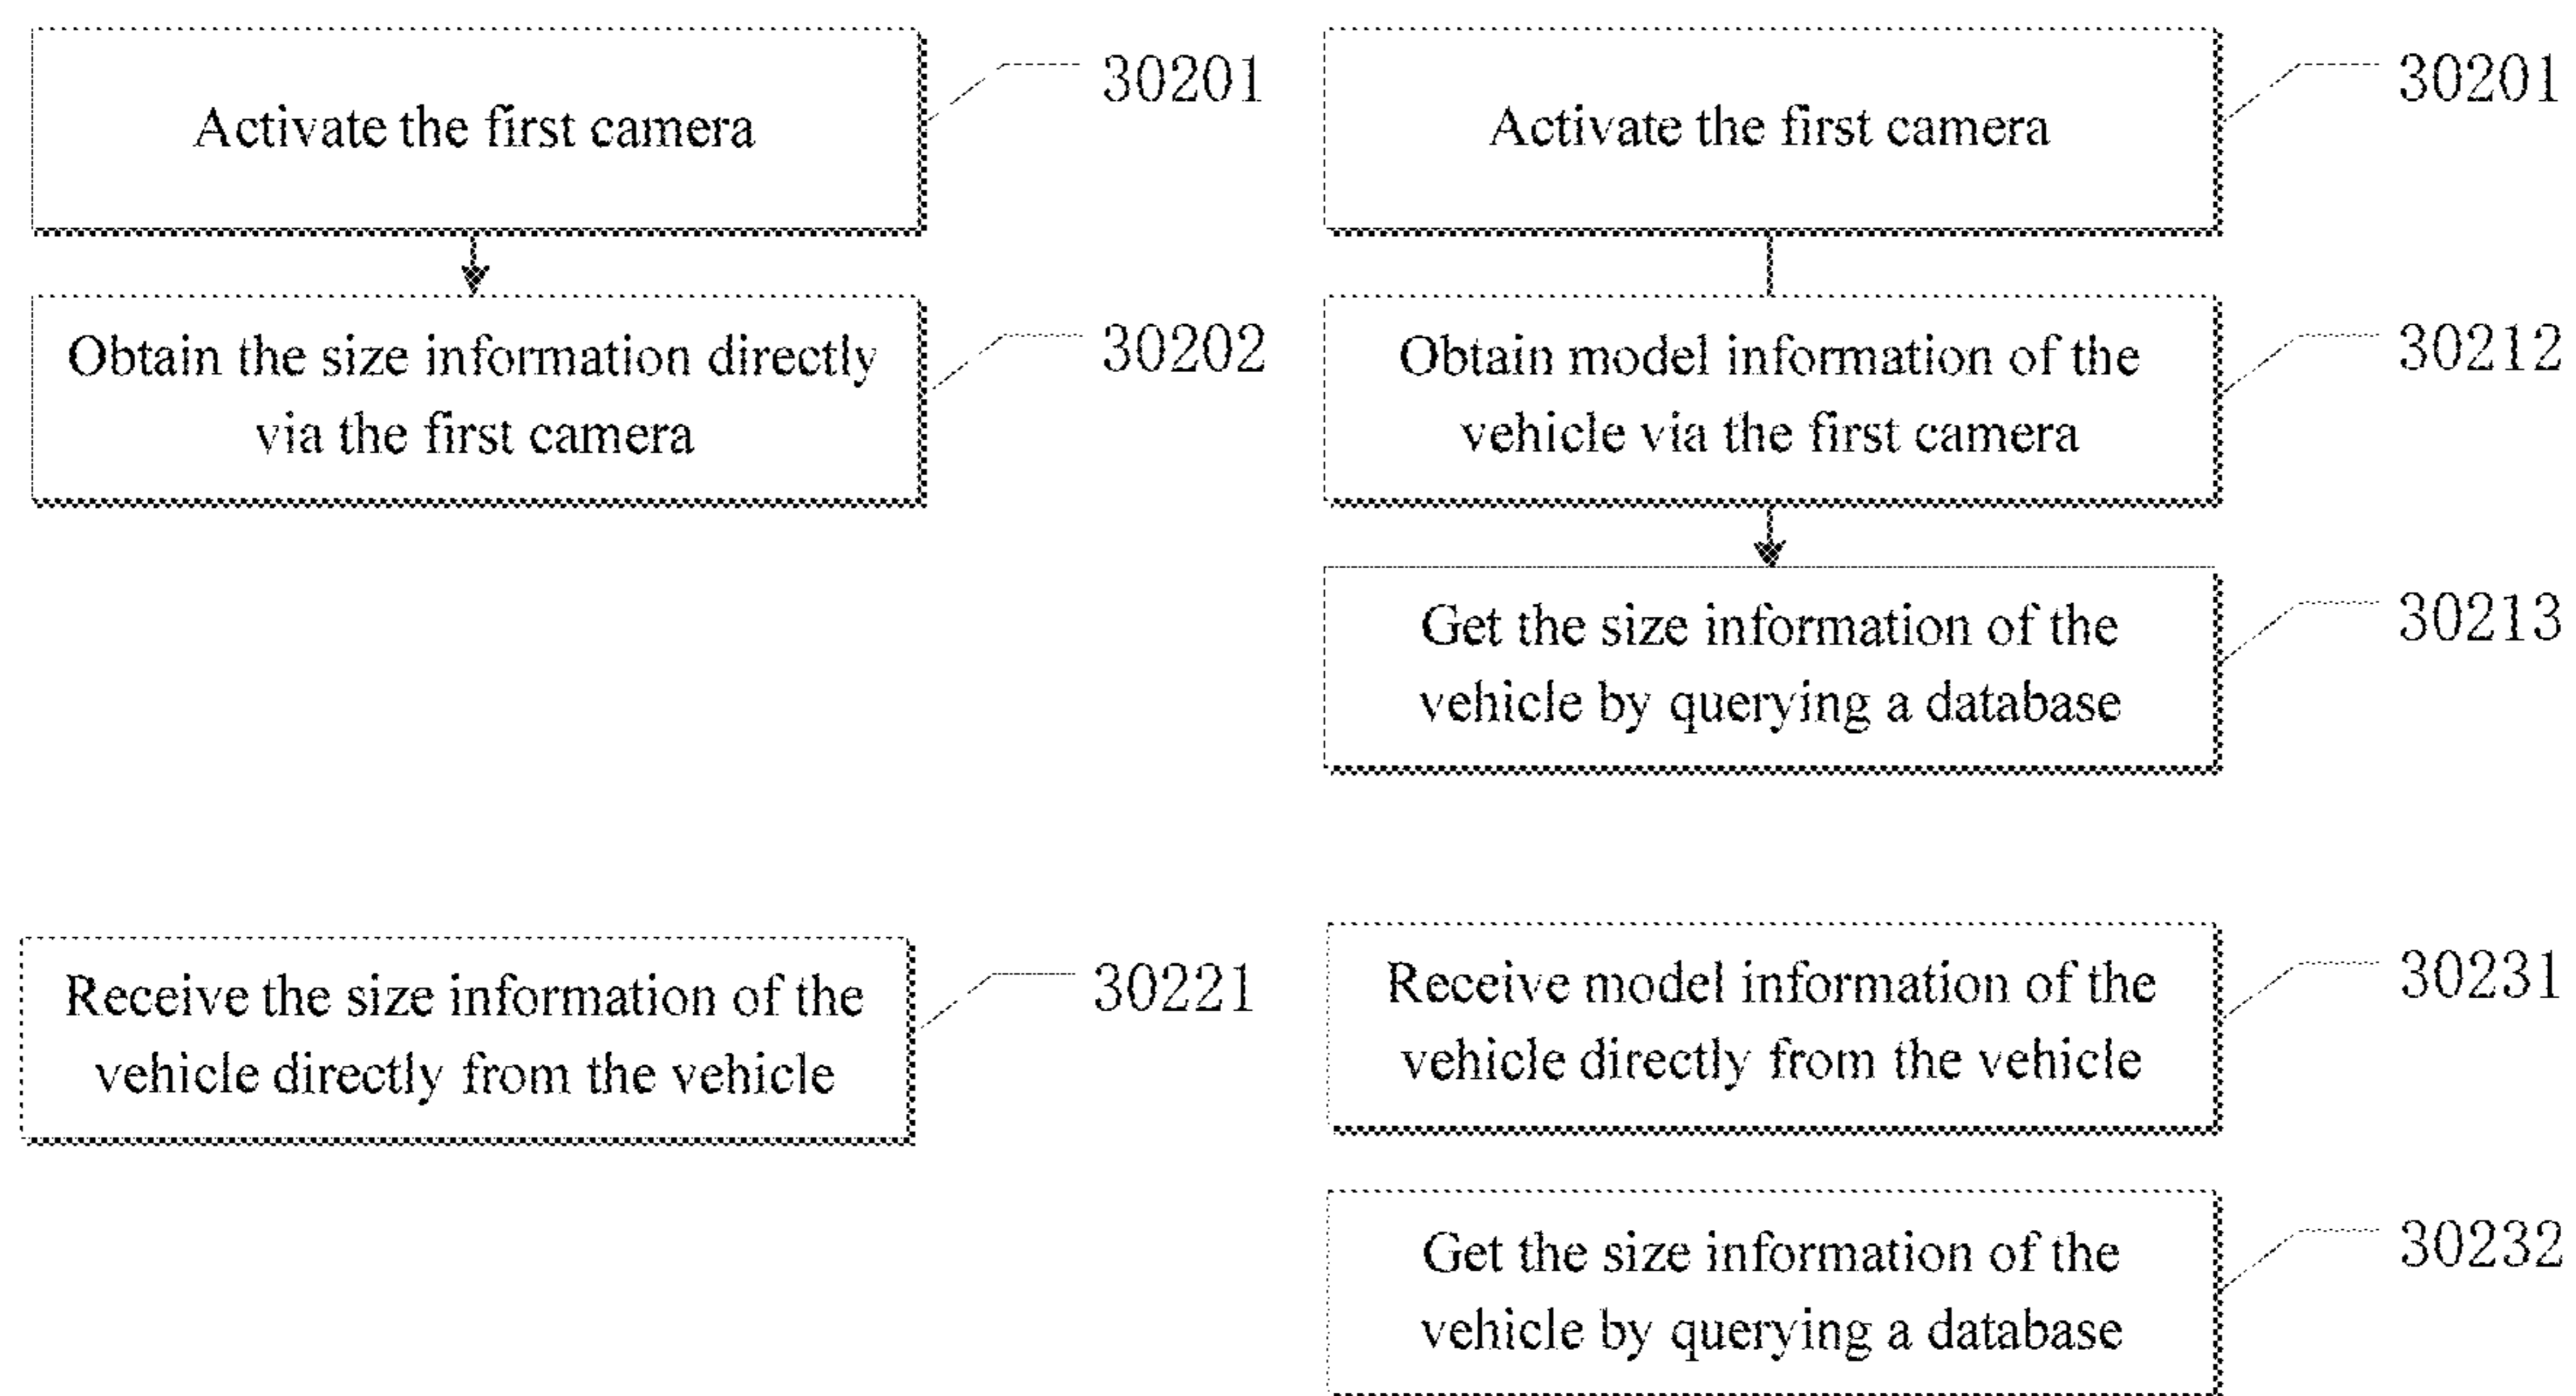 Activate the first camera
30201
Obtain the size information directly
via the first camera
30202
Activate the first camera
30201
Obtain model information of the
vehicle via the first camera
30212
Get the size information of the
vehicle by querying a database
30213
Receive the size information of the
vehicle directly from the vehicle
30221
Receive model information of the
vehicle directly from the vehicle
30231
Get the size information of the
vehicle by querying a database
30232